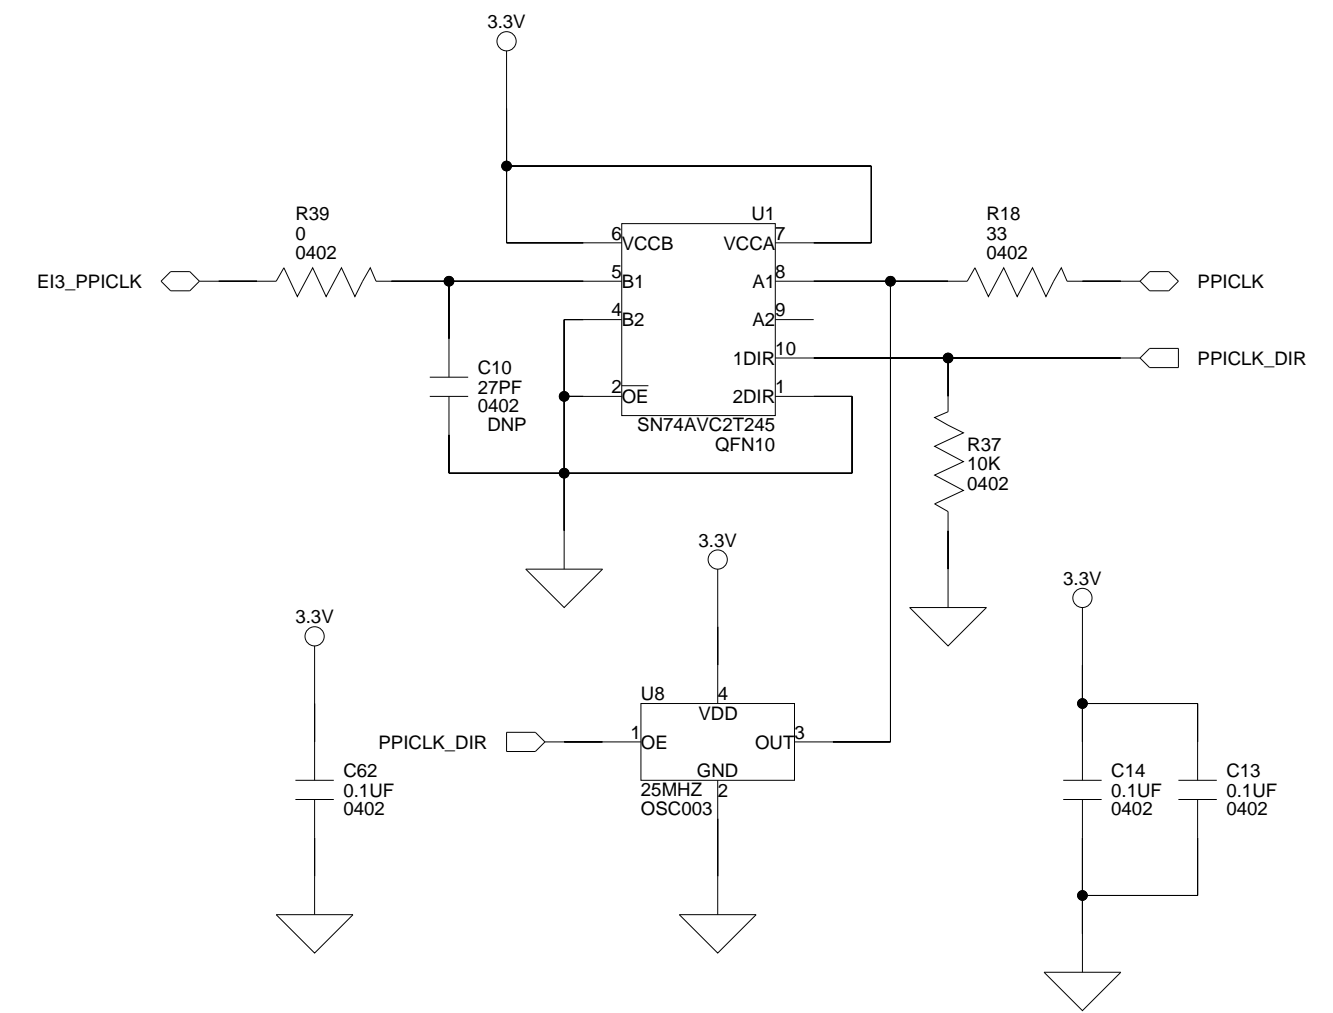 3.3V
R39
0
0402
EI3_PPICLK
U1
6
VCCB
VCCA
7
5
B1
A1
8
4
B2
A2
9
1DIR
10
2
OE
2DIR
1
SN74AVC2T245
QFN10
R18
33
0402
PPICLK
PPICLK_DIR
C10
27PF
0402
DNP
R37
10K
0402
3.3V
3.3V
3.3V
U8
4
VDD
PPICLK_DIR
1
OE
OUT
3
GND
25MHZ
2
OSC003
C62
0.1UF
0402
C14
0.1UF
0402
C13
0.1UF
0402